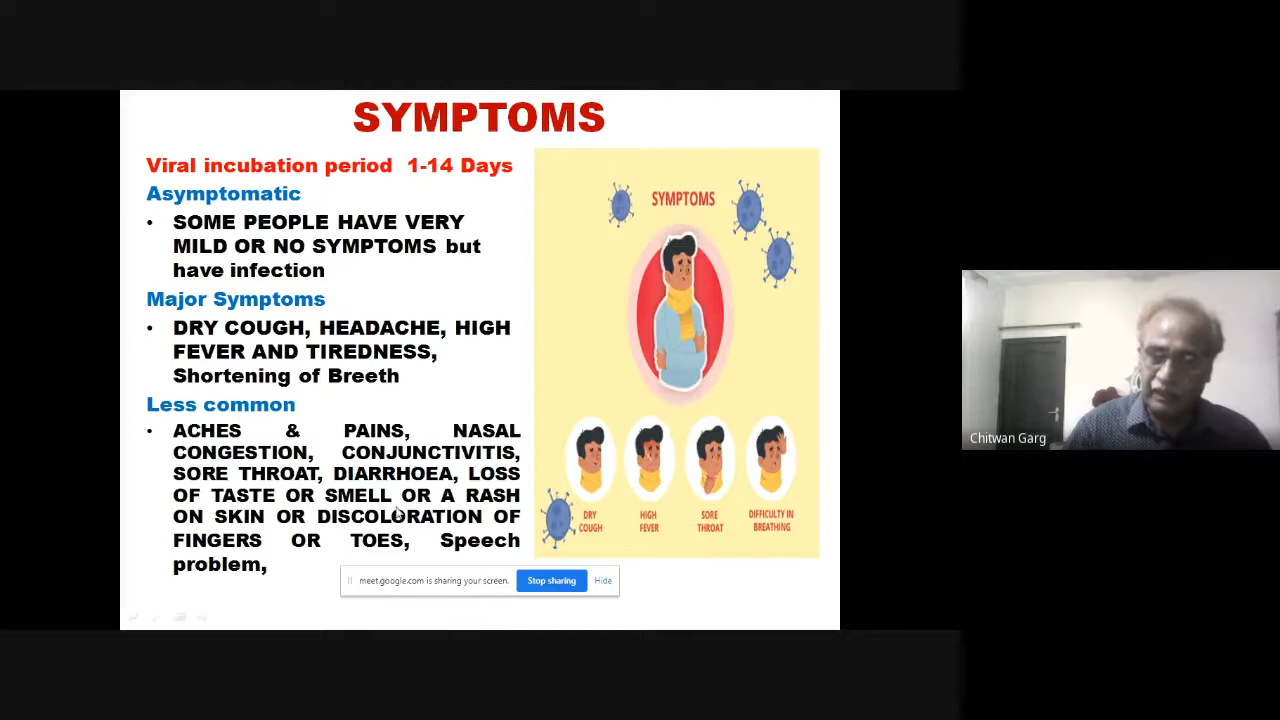 SYMPTOMS
Viral incubation period 1-14 Days
Asymptomatic
• SOME PEOPLE HAVE VERY
MILD OR NO SYMPTOMS but
have infection
Major Symptoms
• DRY COUGH, HEADACHE, HIGH
FEVER AND TIREDNESS,
Shortening of Breeth
Less common
• ACHES & PAINS, NASAL
CONGESTION, CONJUNCTIVITIS,
SORE THROAT, DIARRHOEA, LOSS
OF TASTE OR SMELL OR A RASH
ON SKIN OR DISCOLORATION OF
FINGERS OR TOES, Speech
problem,
SYMPTOMS
DRY
COUGH
HIGH
FEVER
SORE
THROAT
DIFFICULTY IN
BREATHING
meet.google.com is sharing your screen.
Stop sharing
Hide
Chitwan Garg